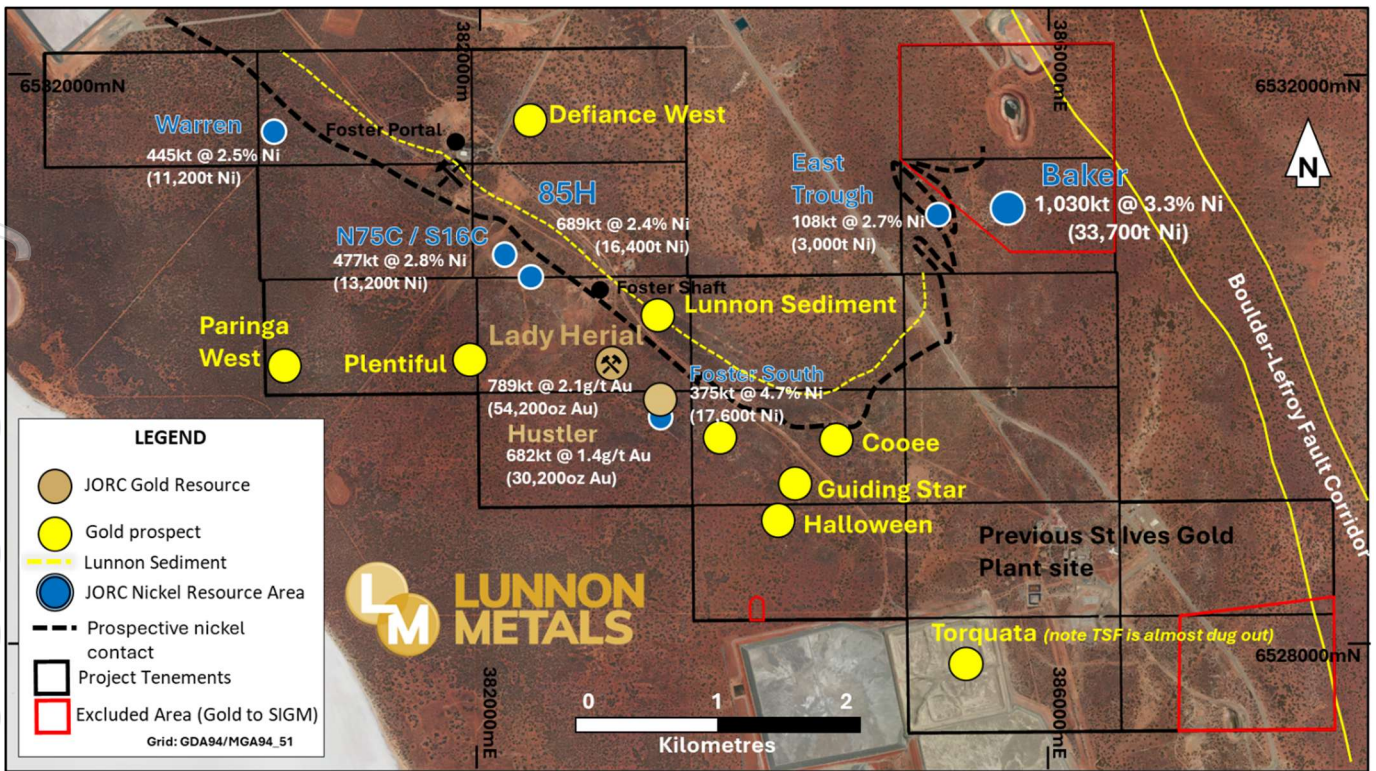 6532000mN
382000m
386000mE
6532000mN
Warren
445kt @ 2.5% Ni
(11,200t Ni)
Foster Portal
Defiance West
East
Trough
108kt @ 2.7% Ni
(3,000t Ni)
Baker
1,030kt @ 3.3% Ni
(33,700t Ni)
N
85H
689kt @ 2.4% Ni
(16,400t Ni)
N75C / S16C
477kt @ 2.8% Ni
(13,200t Ni)
Foster Shaft
Lunnon Sediment
Boulder-Lefroy Fault Corridor
Paringa
West
Plentiful
Lady Herial
789kt @ 2.1g/t Au
(54,200oz Au)
Foster South
375kt @ 4.7% Ni
(17,600t Ni)
Hustler
682kt @ 1.4g/t Au
(30,200oz Au)
Cooee
Guiding Star
Halloween
Previous St Ives Gold
Plant site
LEGEND
JORC Gold Resource
Gold prospect
Lunnon Sediment
JORC Nickel Resource Area
Prospective nickel
contact
Project Tenements
Excluded Area (Gold to SIGM)
Grid: GDA94/MGA94_51
LM
LUNNON
METALS
Torquata (note TSF is almost dug out)
6528000mN
382000mE
386000mE
0 1 2
Kilometres